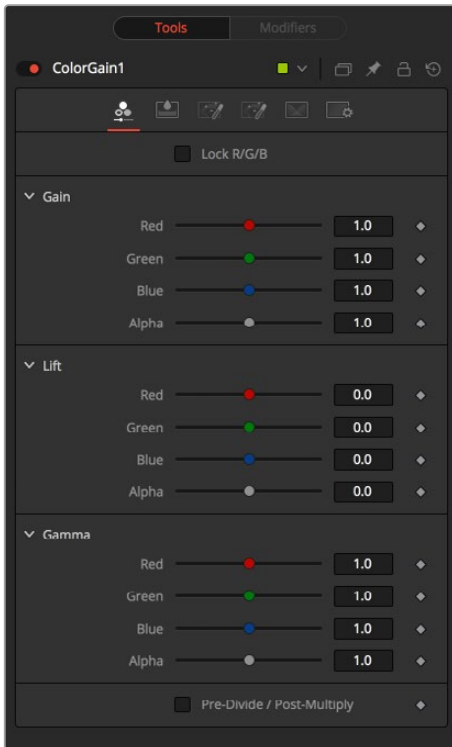 Tools Modifiers
ColorGain1
Lock R/G/B
Gain
Red 1.0
Green 1.0
Blue 1.0
Alpha 1.0
Lift
Red 0.0
Green 0.0
Blue 0.0
Alpha 0.0
Gamma
Red 1.0
Green 1.0
Blue 1.0
Alpha 1.0
Pre-Divide / Post-Multiply